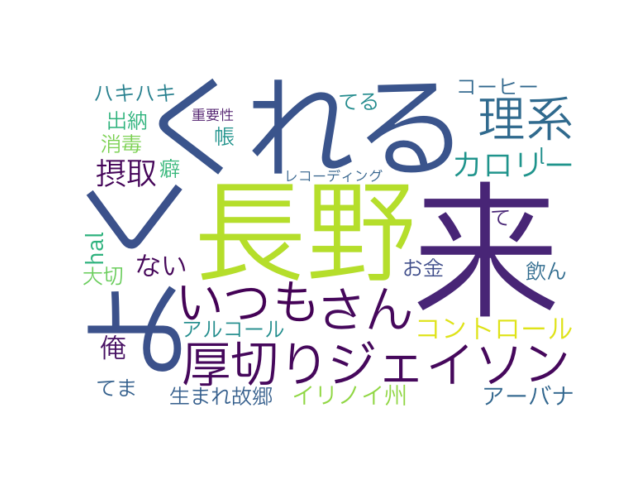 ハキハキ
くれる
てる
重要性
コーヒー
理系
出納
帳
消毒
摂取
癖
レコーディング
カロリー
l
よく
長野
来
て
hal
大切
ない
お金
飲ん
いつも
さん
アルコール
コントロール
俺
厚切りジェイソン
てま
生まれ故郷
イリノイ州
アーバナ